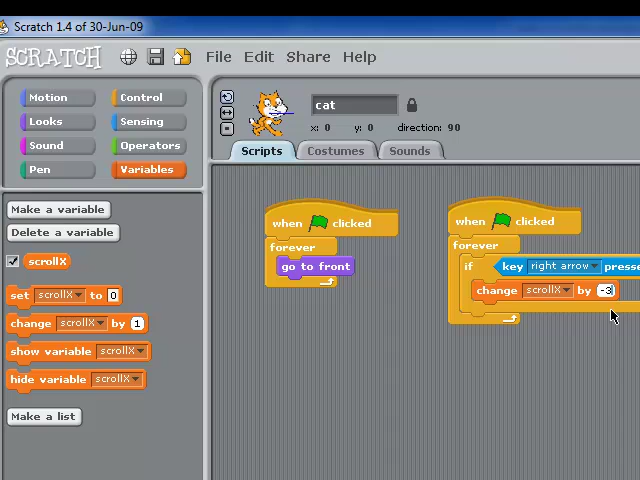 Scratch 1.4 of 30-Jun-09
SCRATCH File Edit Share Help
Motion Control
Looks Sensing
Sound Operators
Pen Variables
cat
x: 0 y: 0 direction: 90
Scripts Costumes Sounds
Make a variable
Delete a variable
scrollX
set scrollX to 0
change scrollX by 1
show variable scrollX
hide variable scrollX
Make a list
when clicked
forever
go to front
when clicked
forever
if key right arrow presse
change scrollX by -3